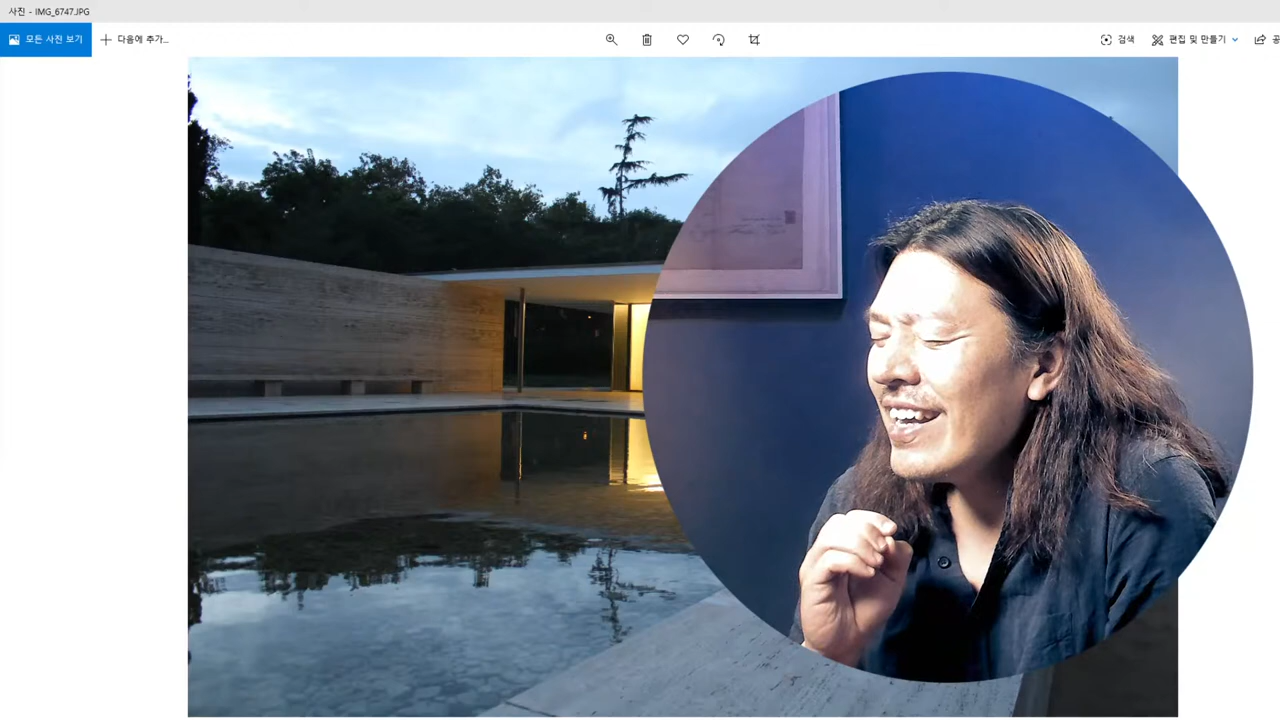 사진 - IMG_6747.JPG
모든 사진 보기
다음에 추가...
검색
편집 및 만들기
공